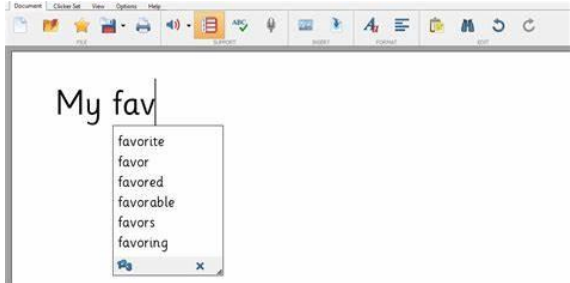 Document Clicker Set View Options Help
ABC
FILE SUPPORT INSERT FORMAT EDIT
My fav
favorite
favor
favored
favorable
favors
favoring